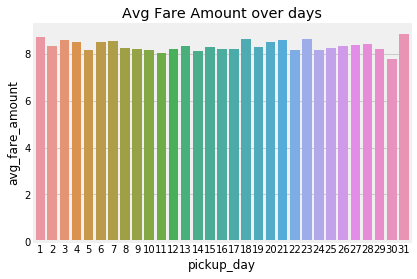 Avg Fare Amount over days
avg_fare_amount
8
6
4
2
0
1 2 3 4 5 6 7 8 9 10 11 12 13 14 15 16 17 18 19 20 21 22 23 24 25 26 27 28 29 30 31
pickup_day